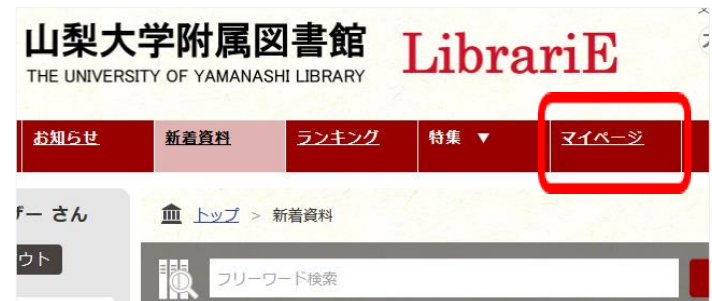 山梨大学附属図書館
THE UNIVERSITY OF YAMANASHI LIBRARY
LibrariE
お知らせ 新着資料 ランキング 特集 ▼ マイページ
ー さん
トップ > 新着資料
ウト
フリーワード検索